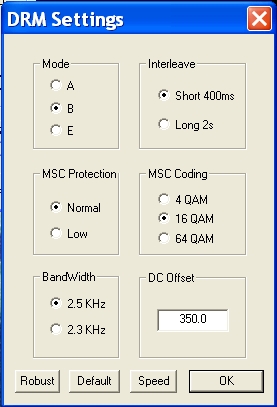 DRM Settings
Mode
A
B
E
Interleave
Short 400ms
Long 2s
MSC Protection
Normal
Low
MSC Coding
4 QAM
16 QAM
64 QAM
BandWidth
2.5 KHz
2.3 KHz
DC Offset
350.0
Robust
Default
Speed
OK